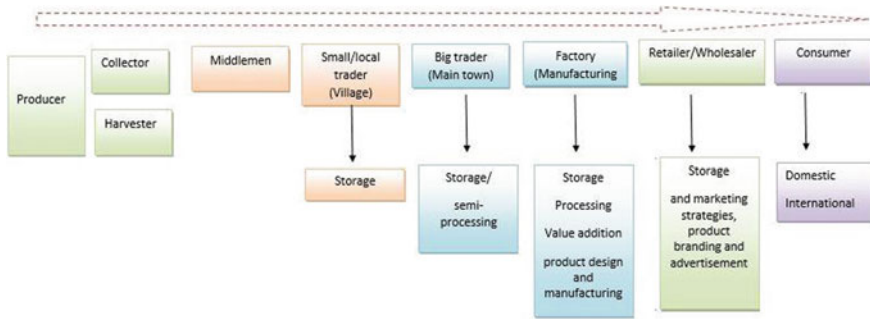 Producer
Collector
Harvester
Middlemen
Small/local
trader
(Village)
Big trader
(Main town)
Factory
(Manufacturing
Retailer/Wholesaler
Consumer
Storage
Storage/
semi-
processing
Storage
Processing
Value addition
product design
and
manufacturing
Storage
and marketing
strategies,
product
branding and
advertisement
Domestic
International